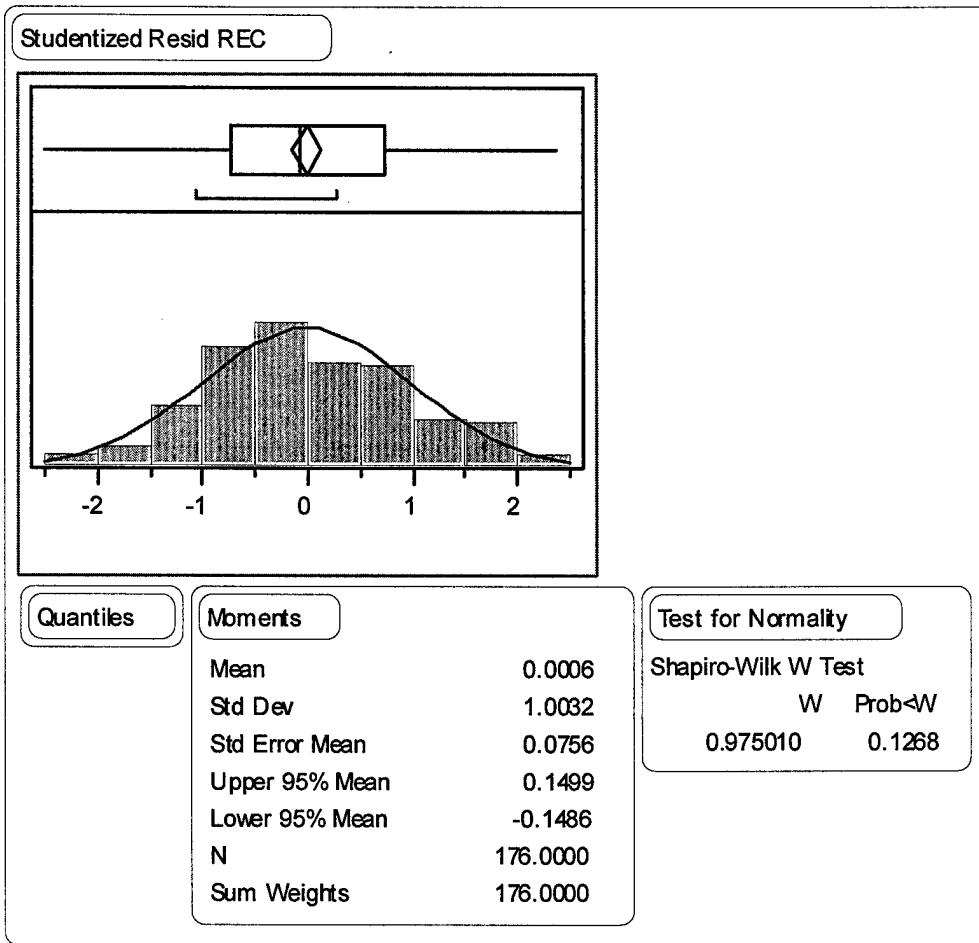 Studentized Resid REC
-2 -1 0 1 2
Quantiles
Moments
Mean 0.0006
Std Dev 1.0032
Std Error Mean 0.0756
Upper 95% Mean 0.1499
Lower 95% Mean -0.1486
N 176.0000
Sum Weights 176.0000
Test for Normality
Shapiro-Wilk W Test
W Prob<W
0.975010 0.1268